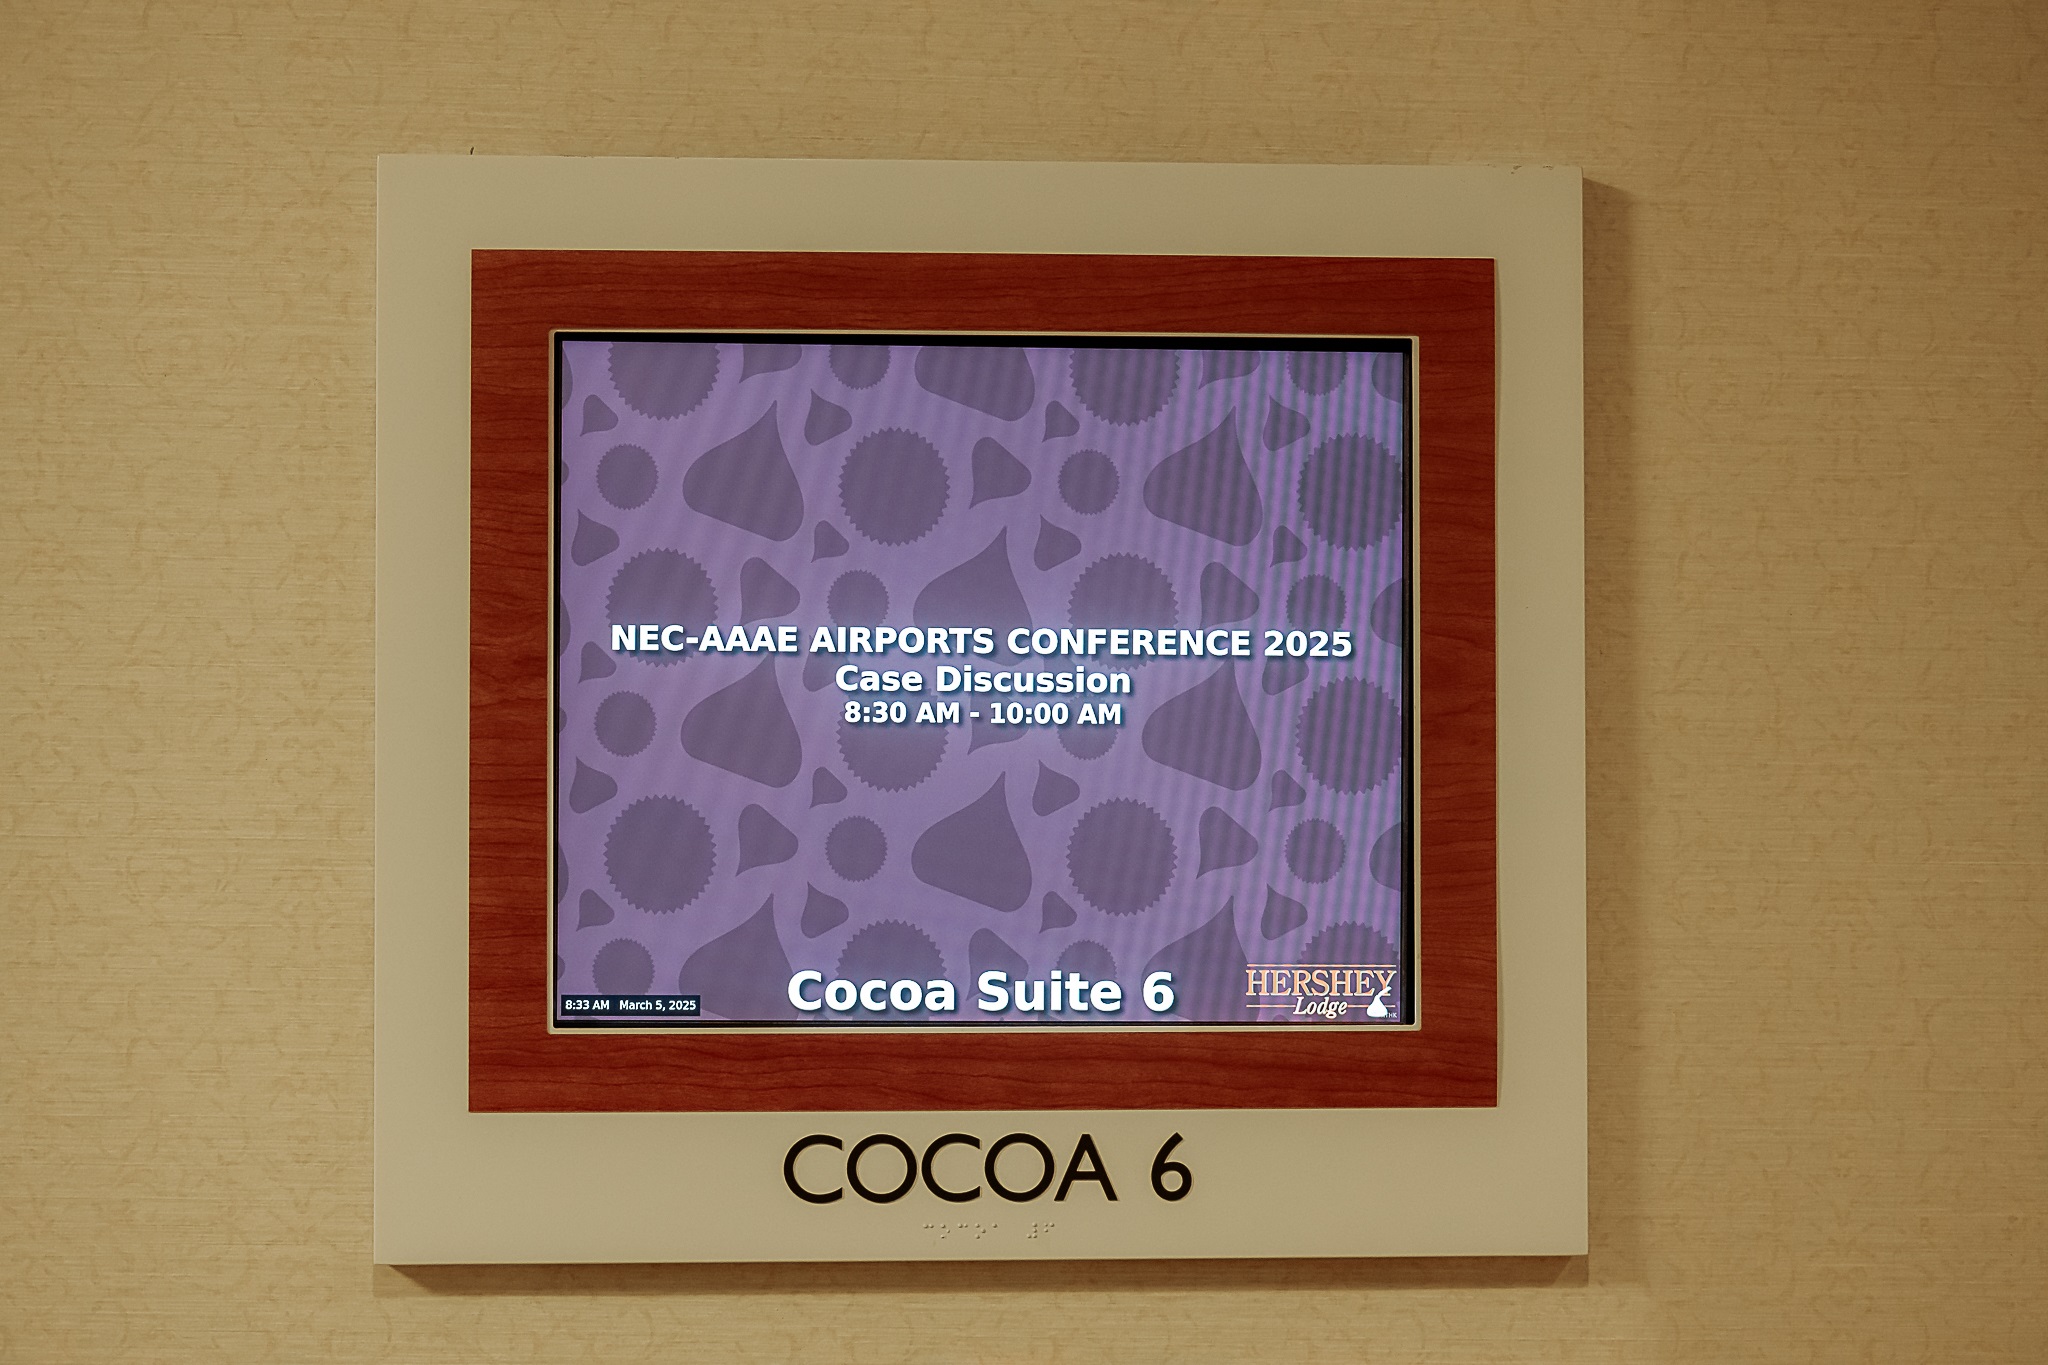 NEC-AAAE AIRPORTS CONFERENCE 2025
Case Discussion
8:30 AM - 10:00 AM
8:33 AM March 5, 2025
Cocoa Suite 6
HERSHEY
Lodge
COCOA 6